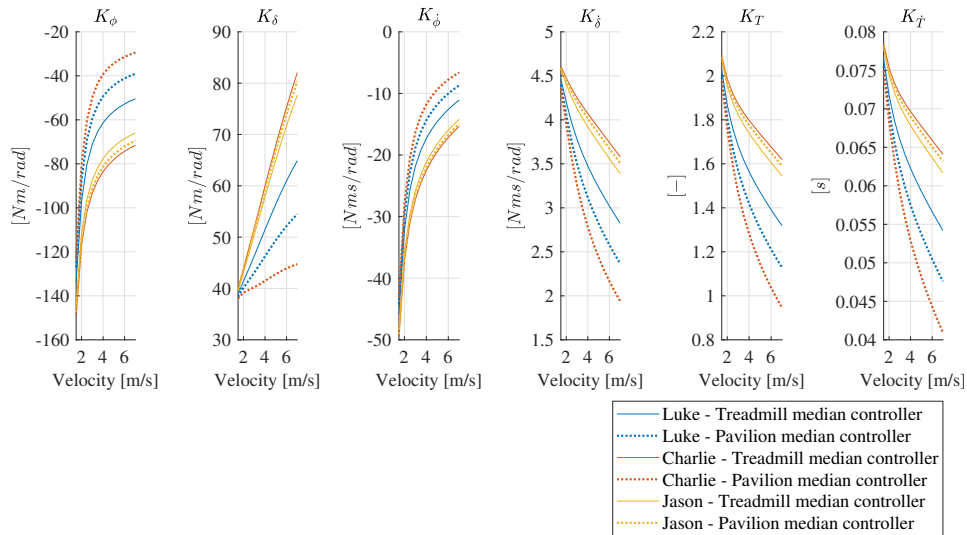 K_ϕ K_δ K_ϕ̇ K_δ̇ K_T K_Ṫ
-20 -40 -60 -80 -100 -120 -140 -160
[Nm/rad]
2 4 6
Velocity [m/s]
90 80 70 60 50 40 30
[Nm/rad]
2 4 6
Velocity [m/s]
0 -10 -20 -30 -40 -50
[Nms/rad]
2 4 6
Velocity [m/s]
5 4.5 4 3.5 3 2.5 2 1.5
[Nms/rad]
2 4 6
Velocity [m/s]
2.2 2 1.8 1.6 1.4 1.2 1 0.8
[−]
2 4 6
Velocity [m/s]
0.08 0.075 0.07 0.065 0.06 0.055 0.05 0.045 0.04
[s]
2 4 6
Velocity [m/s]
Luke - Treadmill median controller
Luke - Pavilion median controller
Charlie - Treadmill median controller
Charlie - Pavilion median controller
Jason - Treadmill median controller
Jason - Pavilion median controller